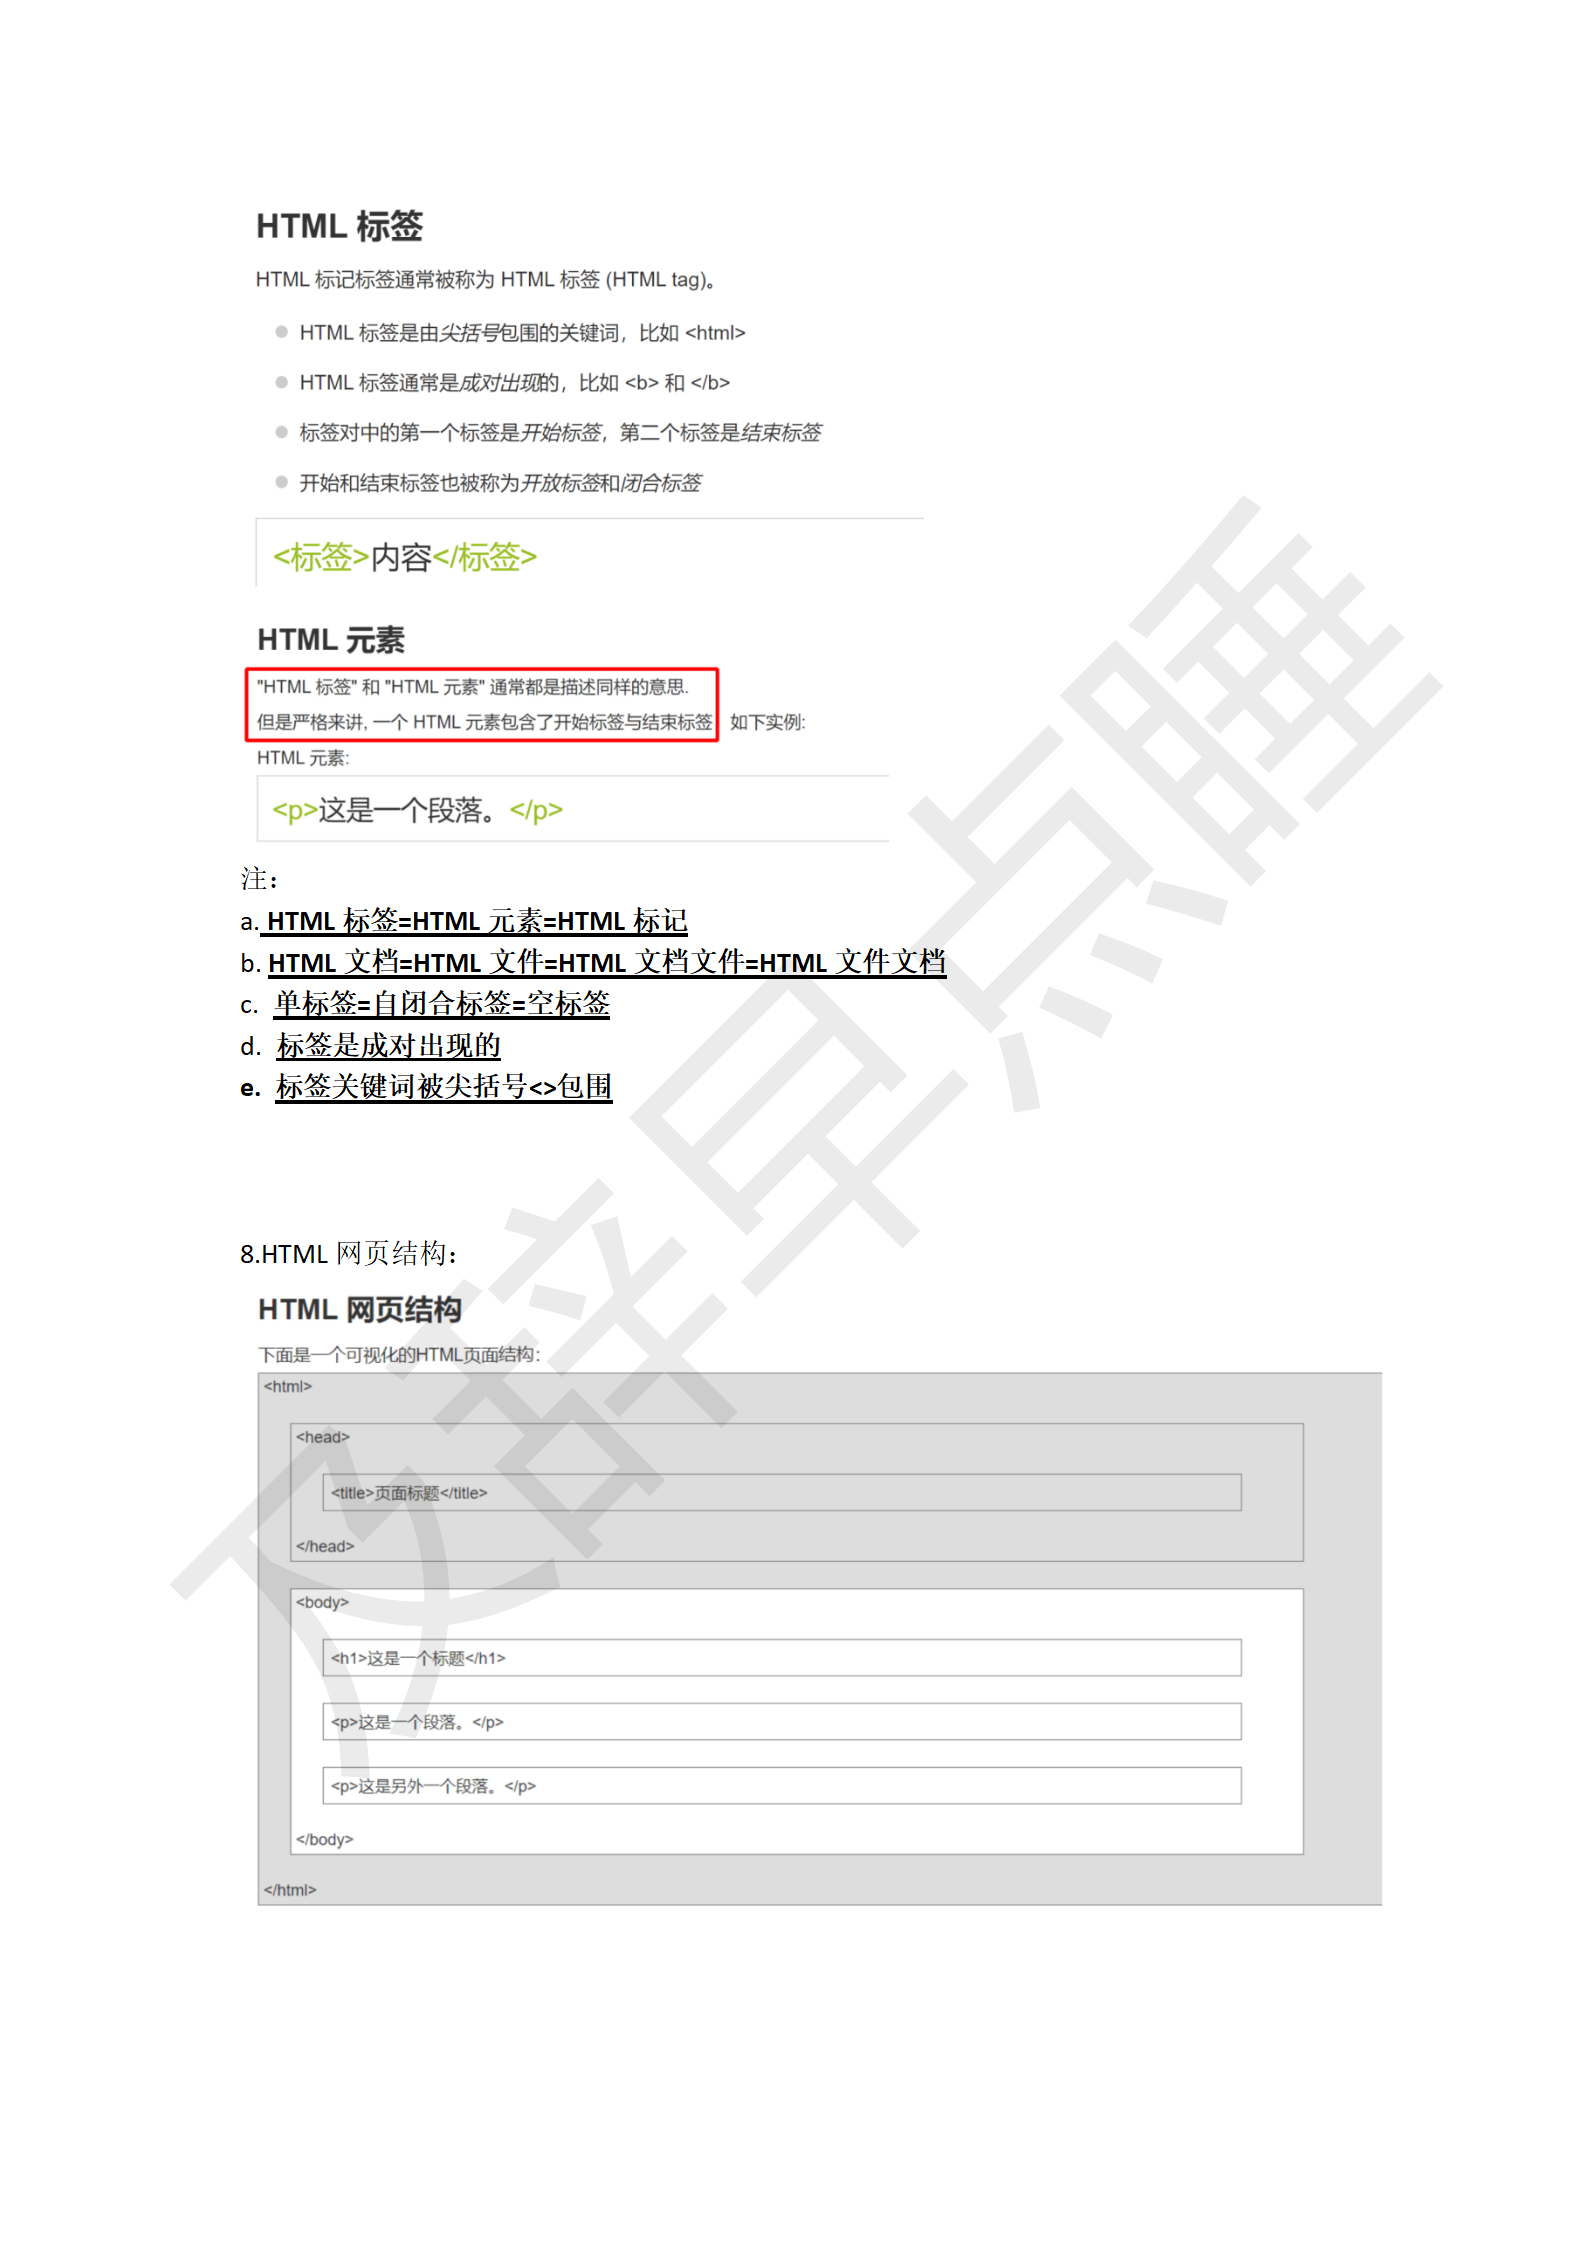 HTML 标签
HTML 标记标签通常被称为 HTML 标签 (HTML tag)。
HTML 标签是由尖括号包围的关键词，比如 <html>
HTML 标签通常是成对出现的，比如 <b> 和 </b>
标签对中的第一个标签是开始标签，第二个标签是结束标签
开始和结束标签也被称为开放标签和闭合标签
<标签>内容</标签>
HTML 元素
"HTML 标签" 和 "HTML 元素" 通常都是描述同样的意思.
但是严格来讲, 一个 HTML 元素包含了开始标签与结束标签 如下实例:
HTML 元素:
<p>这是一个段落。</p>
注：
a. HTML 标签=HTML 元素=HTML 标记
b. HTML 文档=HTML 文件=HTML 文档文件=HTML 文件文档
c. 单标签=自闭合标签=空标签
d. 标签是成对出现的
e. 标签关键词被尖括号<>包围
8.HTML 网页结构：
HTML 网页结构
下面是一个可视化的HTML页面结构：
<html>
<head>
<title>页面标题</title>
</head>
<body>
<h1>这是一个标题</h1>
<p>这是一个段落。</p>
<p>这是另外一个段落。</p>
</body>
</html>
及辞早点睡